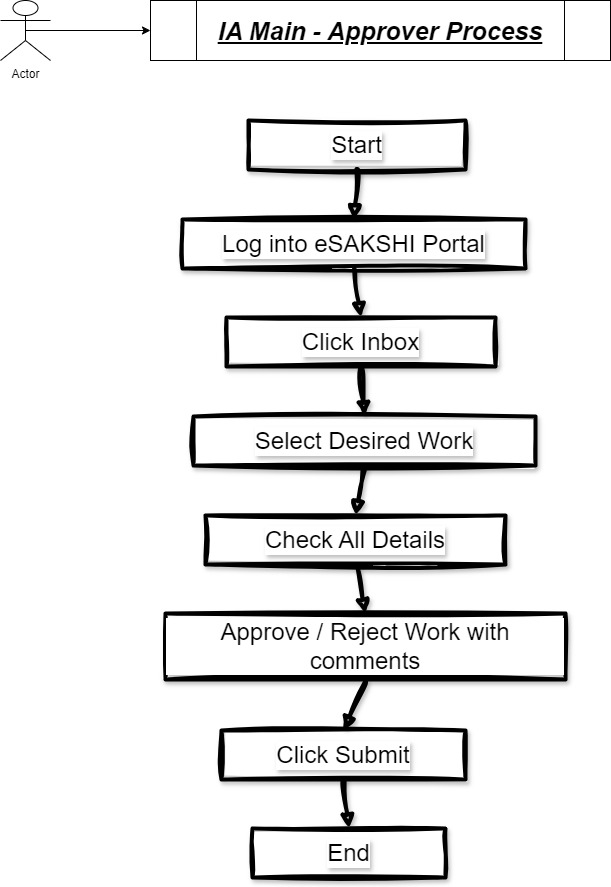 IA Main - Approver Process
Actor
Start
Log into eSAKSHI Portal
Click Inbox
Select Desired Work
Check All Details
Approve / Reject Work with
comments
Click Submit
End